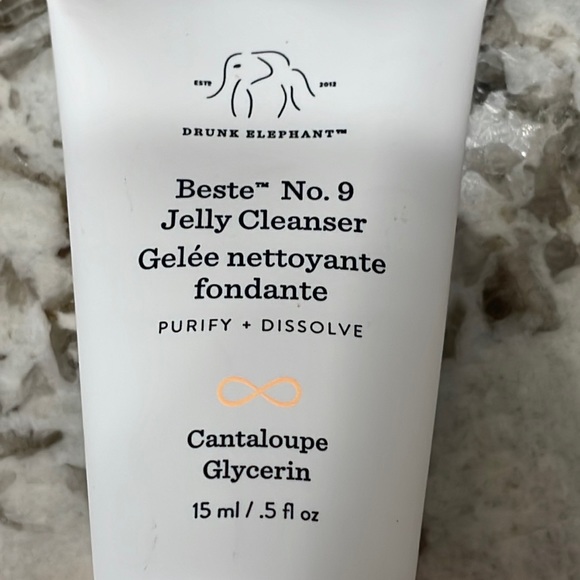 ESTD 2012
DRUNK ELEPHANT™
Beste™ No. 9
Jelly Cleanser
Gelée nettoyante
fondante
PURIFY + DISSOLVE
Cantaloupe
Glycerin
15 ml / .5 fl oz